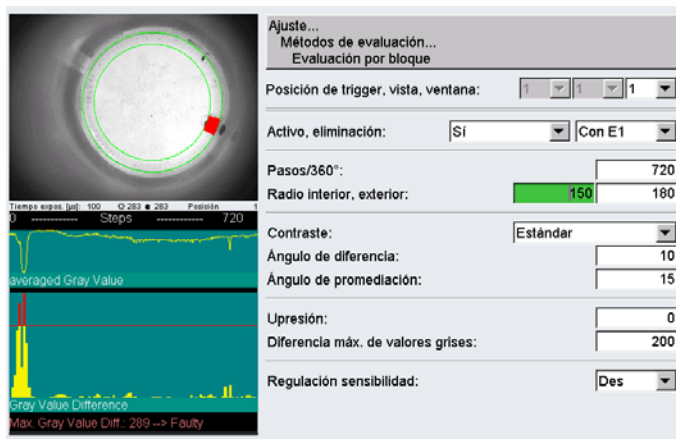 Ajuste...
Métodos de evaluación...
Evaluación por bloque
Posición de trigger, vista, ventana: 1 1 1
Activo, eliminación: Sí Con E1
Pasos/360°: 720
Radio interior, exterior: 150 180
Contraste: Estándar
Ángulo de diferencia: 10
Ángulo de promediación: 15
Upresión: 0
Diferencia máx. de valores grises: 200
Regulación sensibilidad: Des
Tiempo expos. [µs]: 100 283 283 Posición 1
0 ------------ Steps ------------ 720
averaged Gray Value
Gray Value Difference
Max. Gray Value Diff.: 289 --> Faulty